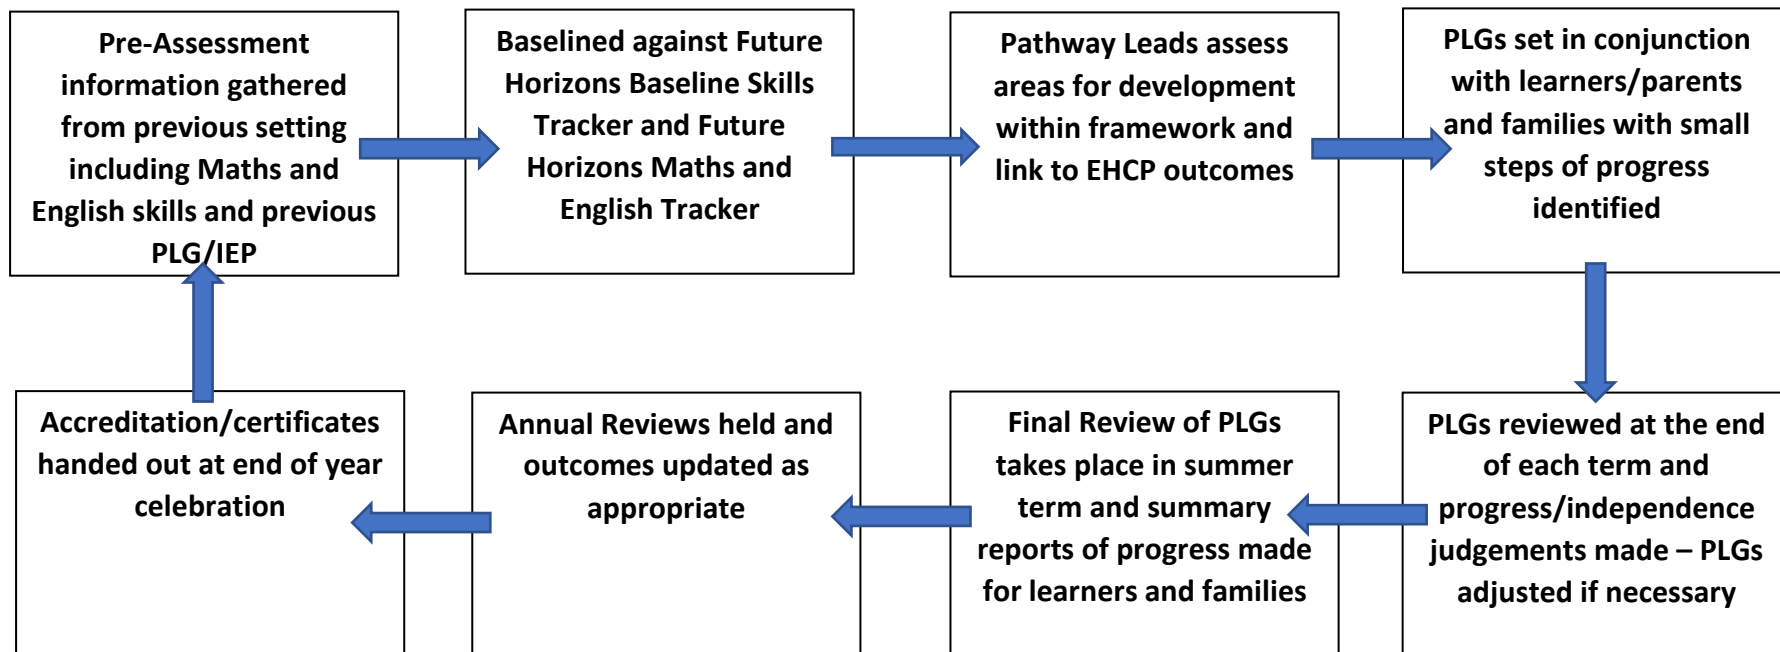 Pre-Assessment
information gathered
from previous setting
including Maths and
English skills and previous
PLG/IEP
Baselined against Future
Horizons Baseline Skills
Tracker and Future
Horizons Maths and
English Tracker
Pathway Leads assess
areas for development
within framework and
link to EHCP outcomes
PLGs set in conjunction
with learners/parents
and families with small
steps of progress
identified
PLGs reviewed at the end
of each term and
progress/independence
judgements made – PLGs
adjusted if necessary
Final Review of PLGs
takes place in summer
term and summary
reports of progress made
for learners and families
Annual Reviews held and
outcomes updated as
appropriate
Accreditation/certificates
handed out at end of year
celebration